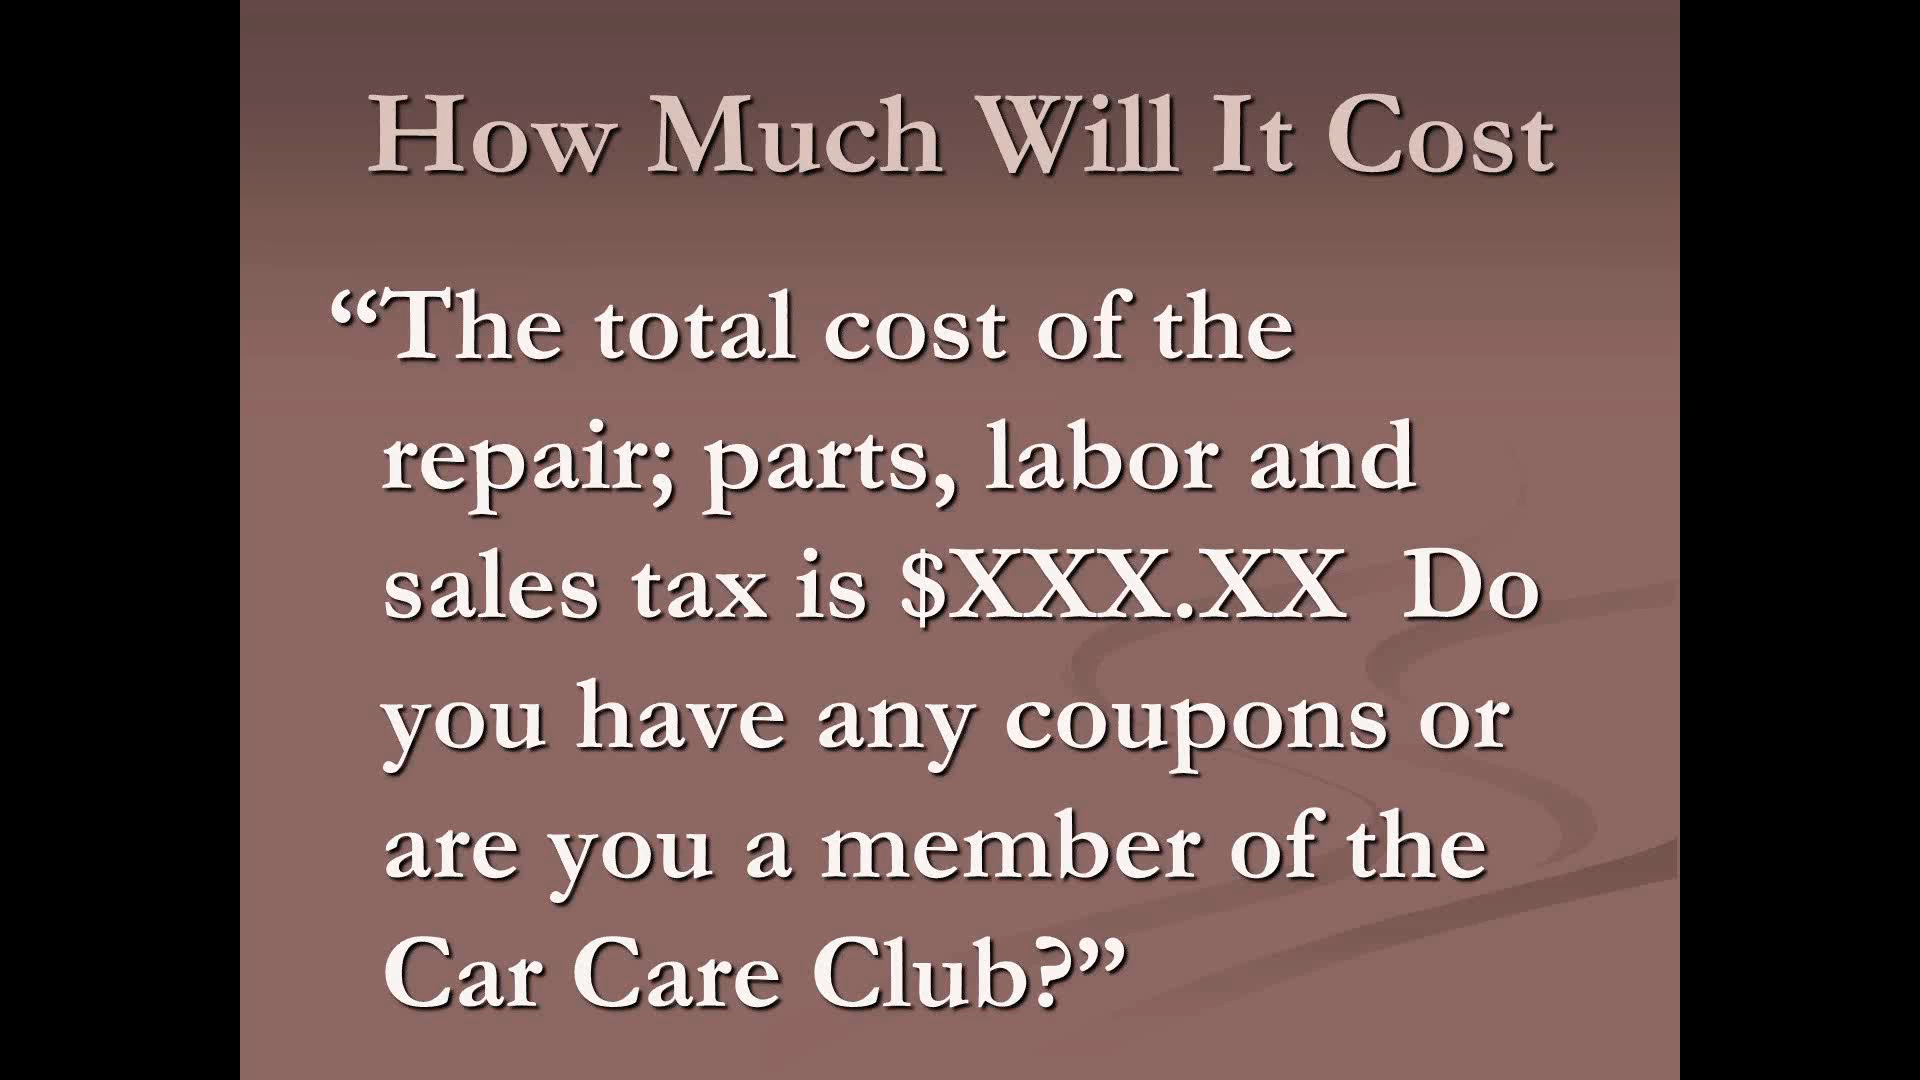 How Much Will It Cost
“The total cost of the
repair; parts, labor and
sales tax is $XXX.XX  Do
you have any coupons or
are you a member of the
Car Care Club?”